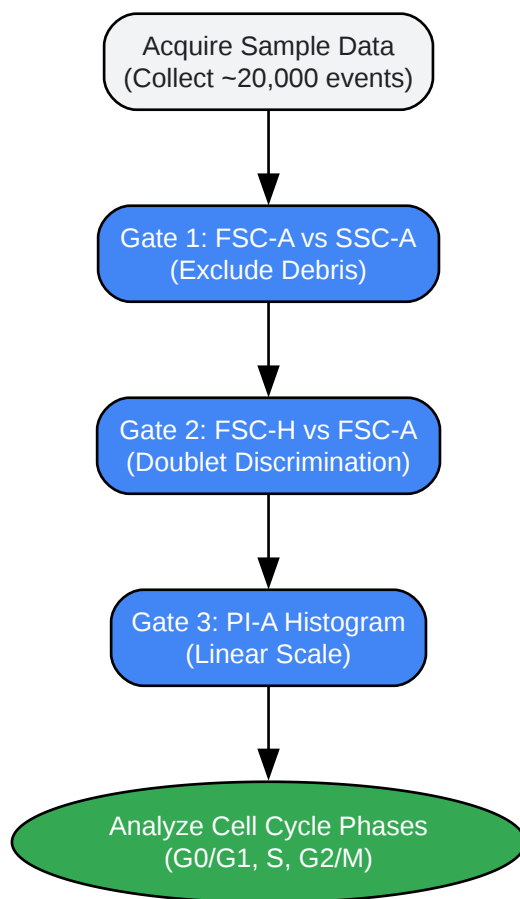 Acquire Sample Data
(Collect ~20,000 events)
Gate 1: FSC-A vs SSC-A
(Exclude Debris)
Gate 2: FSC-H vs FSC-A
(Doublet Discrimination)
Gate 3: PI-A Histogram
(Linear Scale)
Analyze Cell Cycle Phases
(G0/G1, S, G2/M)